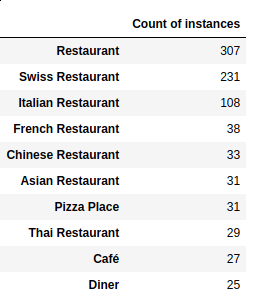 Count of instances
Restaurant 307
Swiss Restaurant 231
Italian Restaurant 108
French Restaurant 38
Chinese Restaurant 33
Asian Restaurant 31
Pizza Place 31
Thai Restaurant 29
Café 27
Diner 25